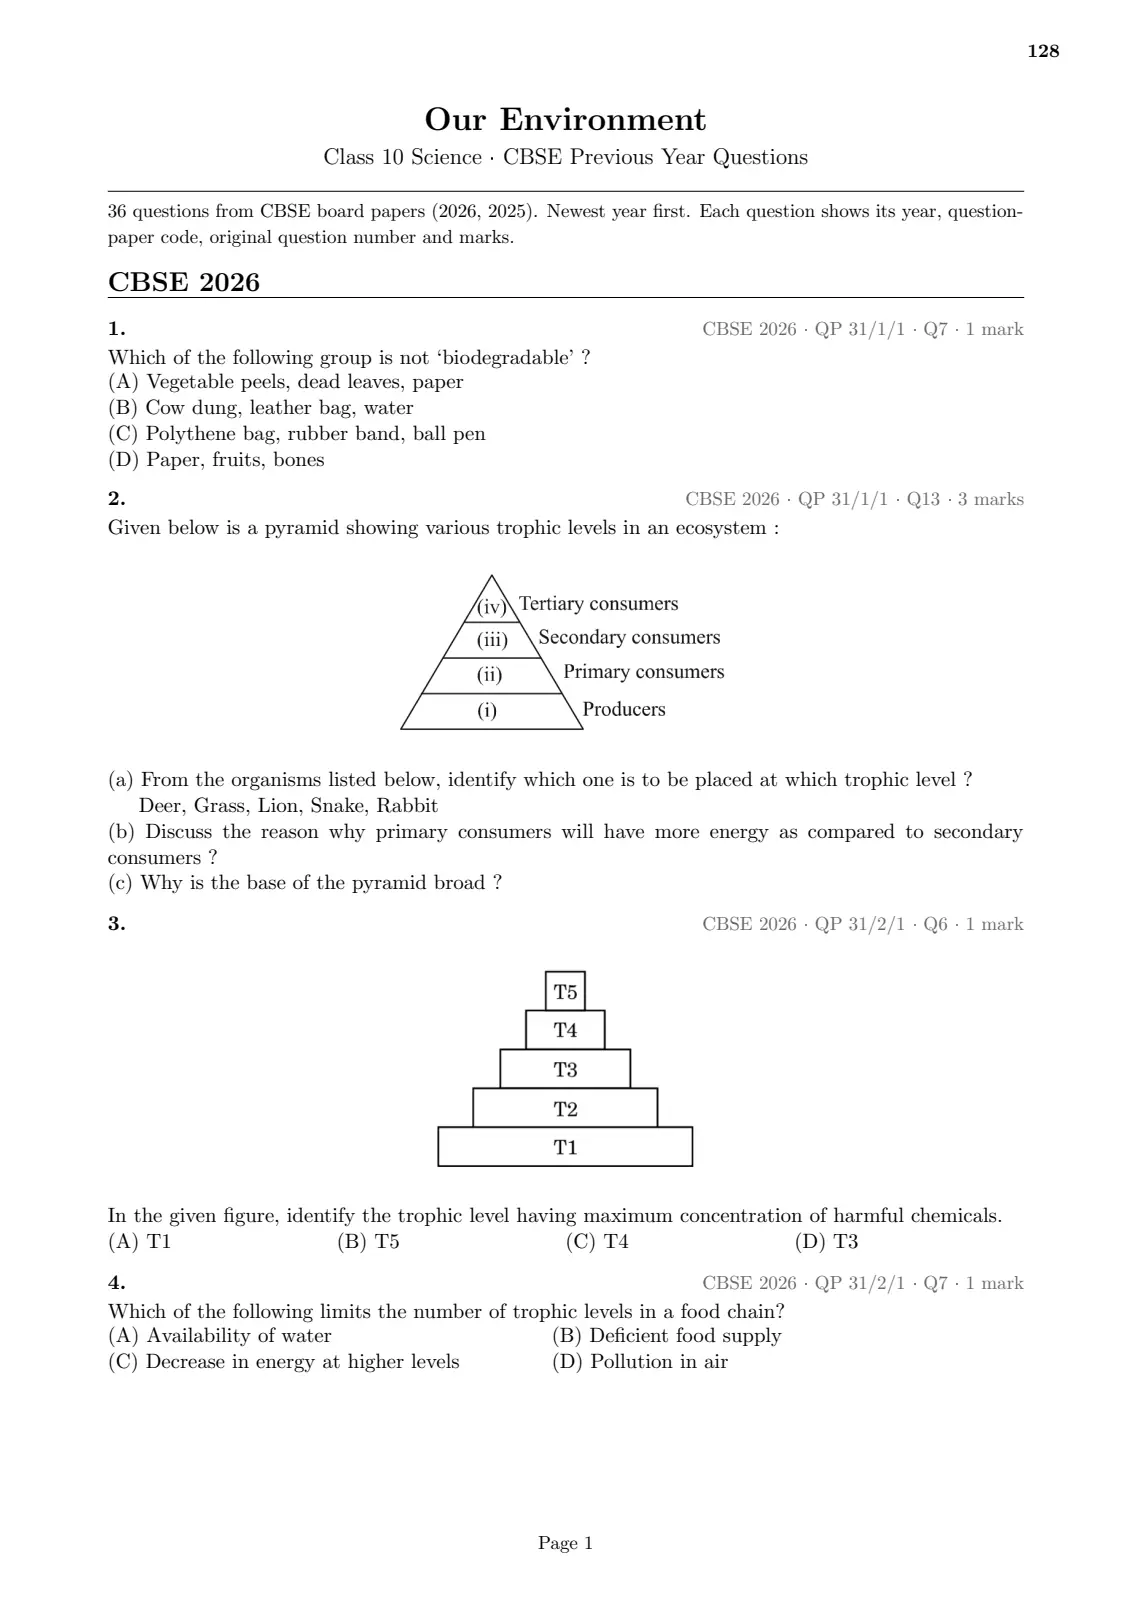 128
Our Environment
Class 10 Science · CBSE Previous Year Questions
36 questions from CBSE board papers (2026, 2025). Newest year first. Each question shows its year, question-
paper code, original question number and marks.
CBSE 2026
1. CBSE 2026 · QP 31/1/1 · Q7 · 1 mark
Which of the following group is not ‘biodegradable’ ?
(A) Vegetable peels, dead leaves, paper
(B) Cow dung, leather bag, water
(C) Polythene bag, rubber band, ball pen
(D) Paper, fruits, bones
2. CBSE 2026 · QP 31/1/1 · Q13 · 3 marks
Given below is a pyramid showing various trophic levels in an ecosystem :
(iv) Tertiary consumers
(iii) Secondary consumers
(ii) Primary consumers
(i) Producers
(a) From the organisms listed below, identify which one is to be placed at which trophic level ?
Deer, Grass, Lion, Snake, Rabbit
(b) Discuss the reason why primary consumers will have more energy as compared to secondary
consumers ?
(c) Why is the base of the pyramid broad ?
3. CBSE 2026 · QP 31/2/1 · Q6 · 1 mark
T5
T4
T3
T2
T1
In the given figure, identify the trophic level having maximum concentration of harmful chemicals.
(A) T1 (B) T5 (C) T4 (D) T3
4. CBSE 2026 · QP 31/2/1 · Q7 · 1 mark
Which of the following limits the number of trophic levels in a food chain?
(A) Availability of water (B) Deficient food supply
(C) Decrease in energy at higher levels (D) Pollution in air
Page 1